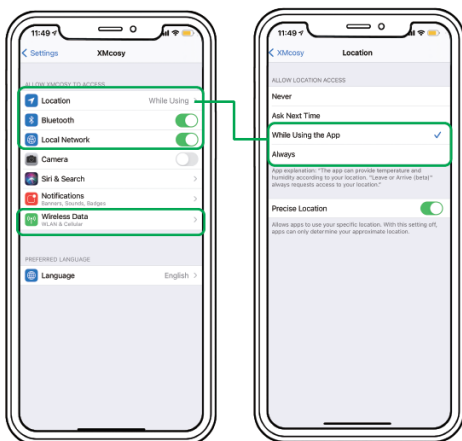 11:49
Settings
XMcosy
ALLOW XMCOSY TO ACCESS
Location
While Using
Bluetooth
Local Network
Camera
Siri & Search
Notifications
Banners, Sounds, Badges
Wireless Data
WLAN & Cellular
PREFERRED LANGUAGE
Language
English
11:49
XMcosy
Location
ALLOW LOCATION ACCESS
Never
Ask Next Time
While Using the App
Always
App explanation: "The app can provide temperature and
humidity according to your location. "Leave or Arrive (beta)"
always requests access to your location."
Precise Location
Allows apps to use your specific location. With this setting off,
apps can only determine your approximate location.